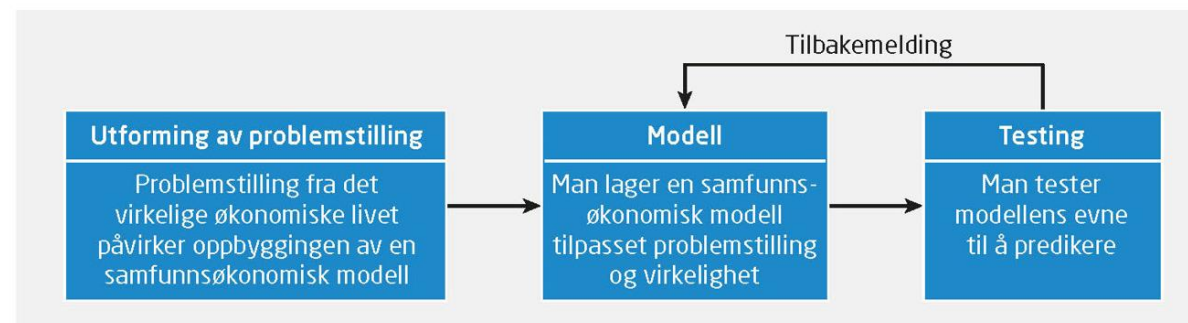 Tilbakemelding
Utforming av problemstilling
Problemstilling fra det
virkelige økonomiske livet
påvirker oppbyggingen av en
samfunnsøkonomisk modell
Modell
Man lager en samfunns-
økonomisk modell
tilpasset problemstilling
og virkelighet
Testing
Man tester
modellens evne
til å predikere